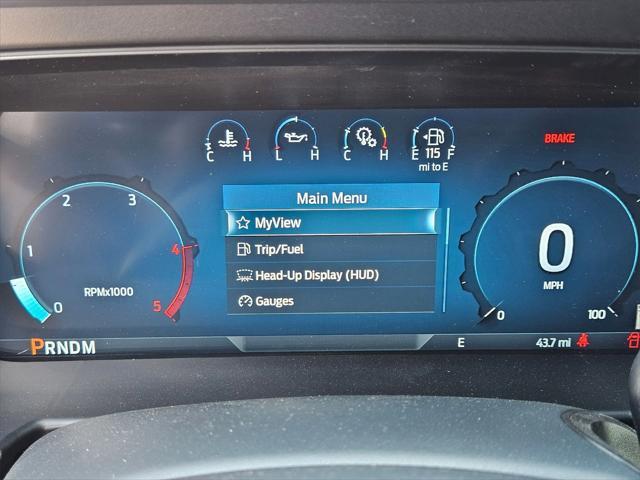 C H
L H
C H
E F
115
mi to E
BRAKE
Main Menu
MyView
Trip/Fuel
Head-Up Display (HUD)
Gauges
0
1
2
3
4
5
RPMx1000
0
MPH
0
100
PRNDM
E
43.7 mi